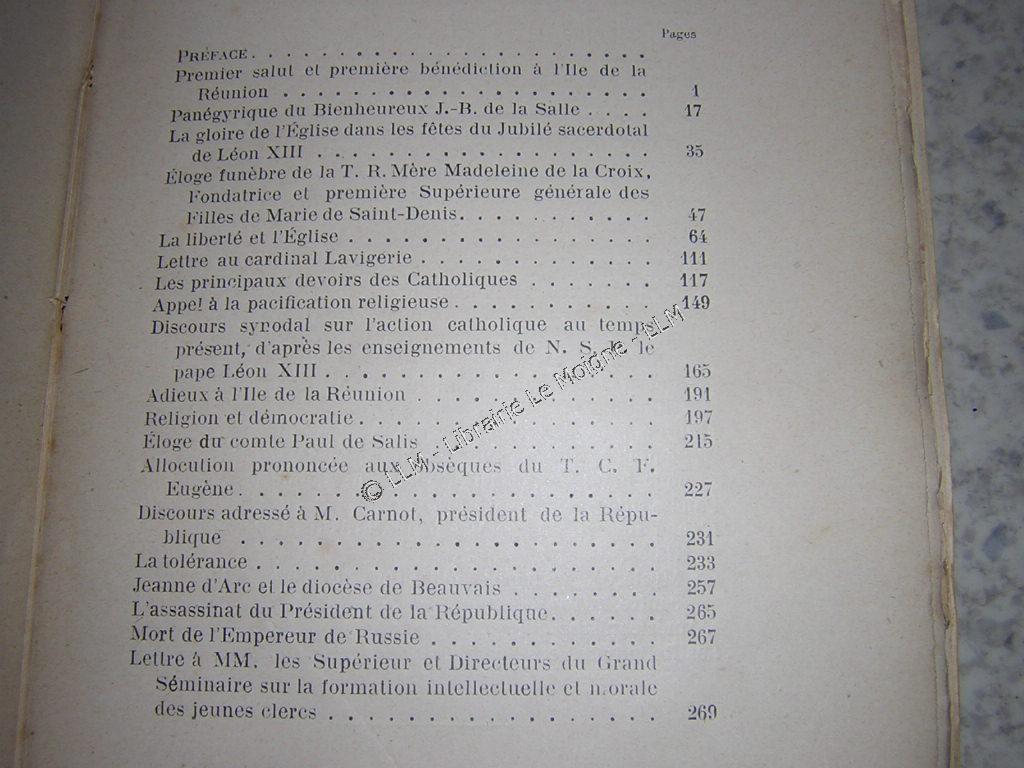 Pages
PRÉFACE. . . . . . . . . . . . . . . . . . . .
Premier salut et première bénédiction à l'Ile de la
Réunion . . . . . . . . . . . . . . . . . . 1
Panégyrique du Bienheureux J.-B. de la Salle . . . . 17
La gloire de l'Église dans les fêtes du Jubilé sacerdotal
de Léon XIII . . . . . . . . . . . . . . . . . 35
Éloge funèbre de la T. R. Mère Madeleine de la Croix,
Fondatrice et première Supérieure générale des
Filles de Marie de Saint-Denis. . . . . . . . . . 47
La liberté et l'Église . . . . . . . . . . . . . . . 64
Lettre au cardinal Lavigerie . . . . . . . . . . . . 111
Les principaux devoirs des Catholiques . . . . . . . 117
Appel à la pacification religieuse . . . . . . . . . . 149
Discours synodal sur l'action catholique au temps
présent, d'après les enseignements de N. S. le
pape Léon XIII . . . . . . . . . . . . . . . . 165
Adieux à l'Ile de la Réunion . . . . . . . . . . . . 191
Religion et démocratie . . . . . . . . . . . . . . . 197
Éloge du comte Paul de Salis . . . . . . . . . . . 215
Allocution prononcée aux obsèques du T. C. F.
Eugène. . . . . . . . . . . . . . . . . . . . 227
Discours adressé à M. Carnot, président de la Répu-
blique . . . . . . . . . . . . . . . . . . . . 231
La tolérance . . . . . . . . . . . . . . . . . . . 233
Jeanne d'Arc et le diocèse de Beauvais . . . . . . . 257
L'assassinat du Président de la République. . . . . . 265
Mort de l'Empereur de Russie . . . . . . . . . . . 267
Lettre à MM. les Supérieur et Directeurs du Grand
Séminaire sur la formation intellectuelle et morale
des jeunes clercs . . . . . . . . . . . . . . . . 269
© LLM - Librairie Le Moigne - LLM